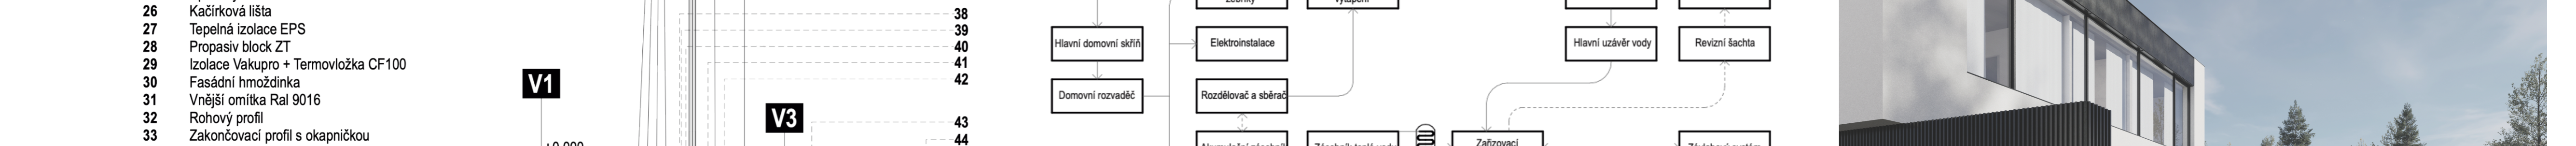 26 Kačírková lišta
27 Tepelná izolace EPS
28 Propasiv block ZT
29 Izolace Vakupro + Termovložka CF100
30 Fasádní hmoždinka
31 Vnější omítka Ral 9016
32 Rohový profil
33 Zakončovací profil s okapničkou
V1
V3
38
39
40
41
42
43
44
Hlavní domovní skříň
Elektroinstalace
Hlavní uzávěr vody
Revizní šachta
Domovní rozvaděč
Rozdělovač a sběrač
Zařizovací